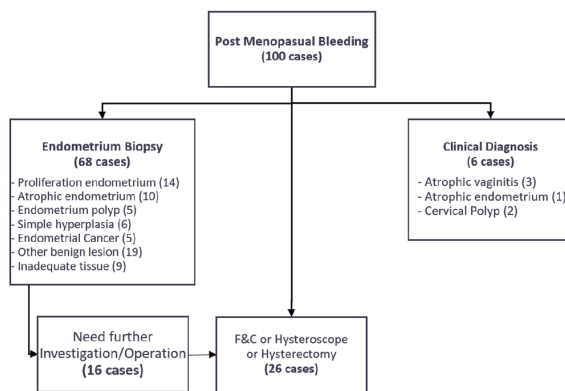 Post Menopasual Bleeding
(100 cases)
Endometrium Biopsy
(68 cases)
- Proliferation endometrium (14)
- Atrophic endometrium (10)
- Endometrium polyp (5)
- Simple hyperplasia (6)
- Endometrial Cancer (5)
- Other benign lesion (19)
- Inadequate tissue (9)
Clinical Diagnosis
(6 cases)
- Atrophic vaginitis (3)
- Atrophic endometrium (1)
- Cervical Polyp (2)
Need further
Investigation/Operation
(16 cases)
F&C or Hysteroscope
or Hysterectomy
(26 cases)